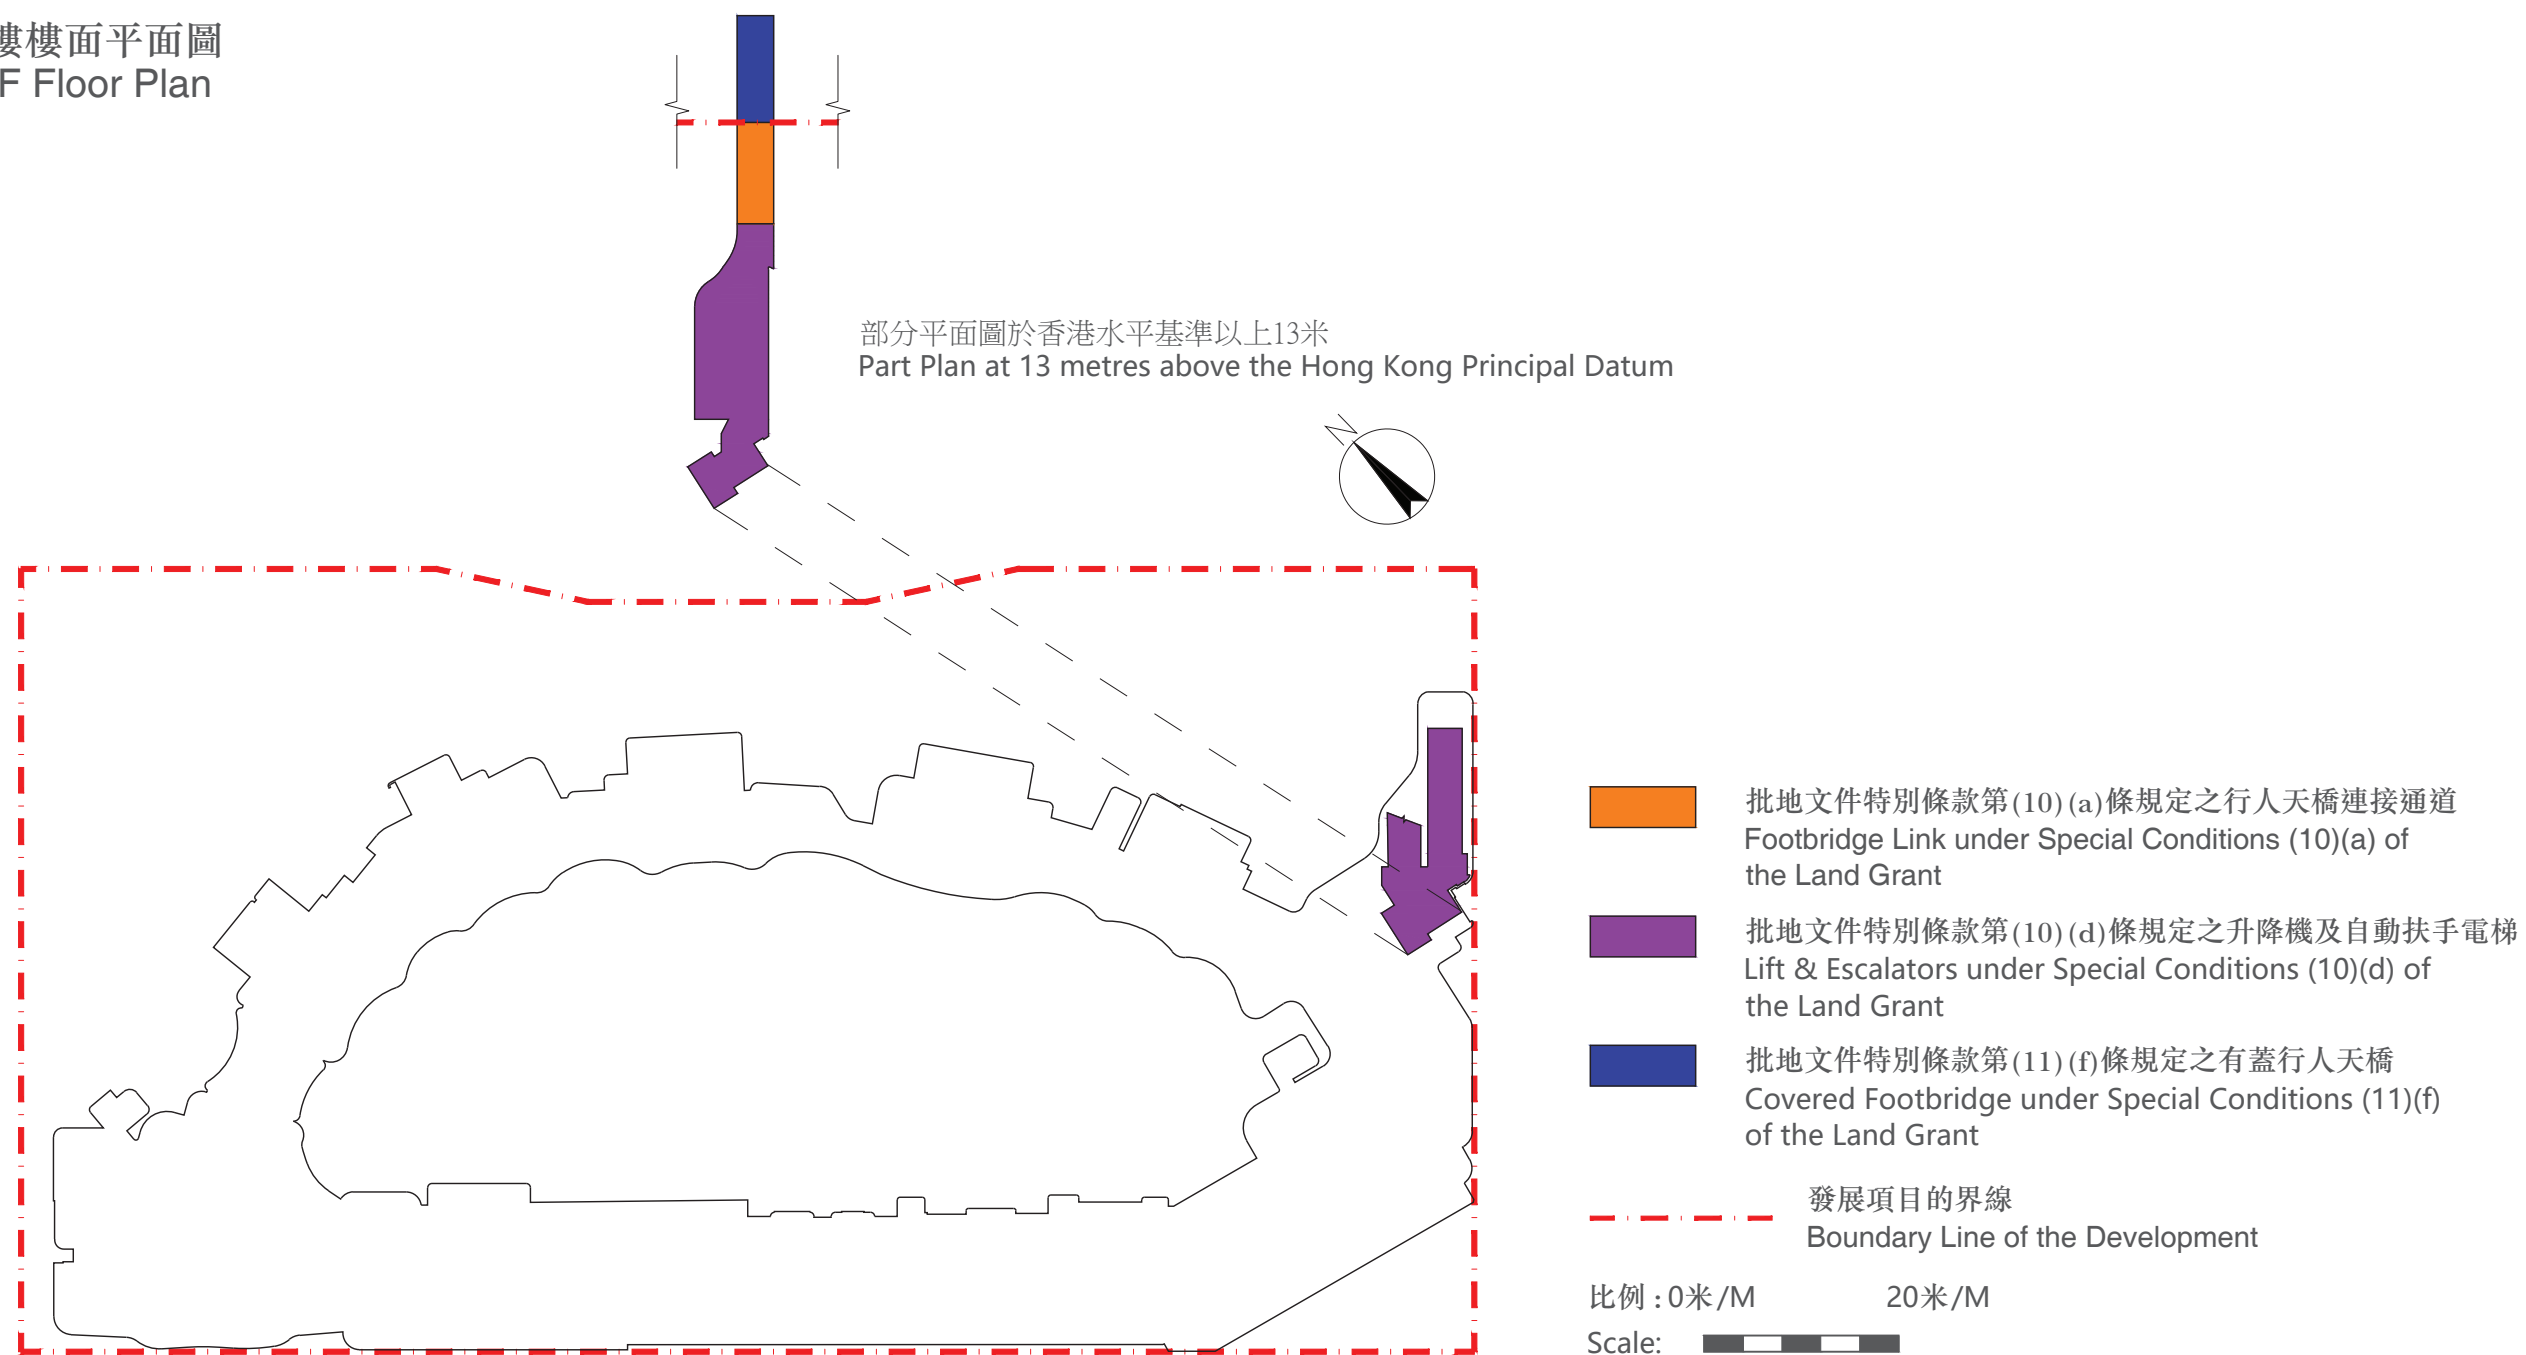 樓樓面平面圖
F Floor Plan
部分平面圖於香港水平基準以上13米
Part Plan at 13 metres above the Hong Kong Principal Datum
N
批地文件特別條款第(10)(a)條規定之行人天橋連接通道
Footbridge Link under Special Conditions (10)(a) of
the Land Grant
批地文件特別條款第(10)(d)條規定之升降機及自動扶手電梯
Lift & Escalators under Special Conditions (10)(d) of
the Land Grant
批地文件特別條款第(11)(f)條規定之有蓋行人天橋
Covered Footbridge under Special Conditions (11)(f)
of the Land Grant
發展項目的界線
Boundary Line of the Development
比例 : 0米/M 20米/M
Scale: